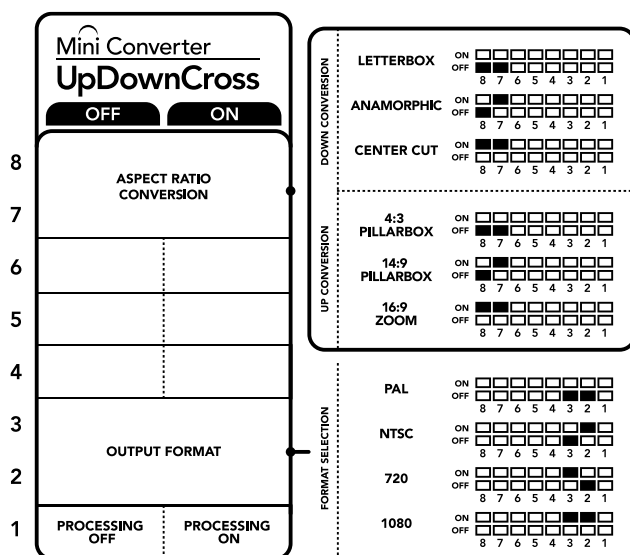 Mini Converter
UpDownCross
OFF ON
8
ASPECT RATIO
CONVERSION
7
6
5
4
3
OUTPUT FORMAT
2
1
PROCESSING
OFF
PROCESSING
ON
DOWN CONVERSION
LETTERBOX
ON
OFF
8 7 6 5 4 3 2 1
ANAMORPHIC
ON
OFF
8 7 6 5 4 3 2 1
CENTER CUT
ON
OFF
8 7 6 5 4 3 2 1
UP CONVERSION
4:3
PILLARBOX
ON
OFF
8 7 6 5 4 3 2 1
14:9
PILLARBOX
ON
OFF
8 7 6 5 4 3 2 1
16:9
ZOOM
ON
OFF
8 7 6 5 4 3 2 1
FORMAT SELECTION
PAL
ON
OFF
8 7 6 5 4 3 2 1
NTSC
ON
OFF
8 7 6 5 4 3 2 1
720
ON
OFF
8 7 6 5 4 3 2 1
1080
ON
OFF
8 7 6 5 4 3 2 1